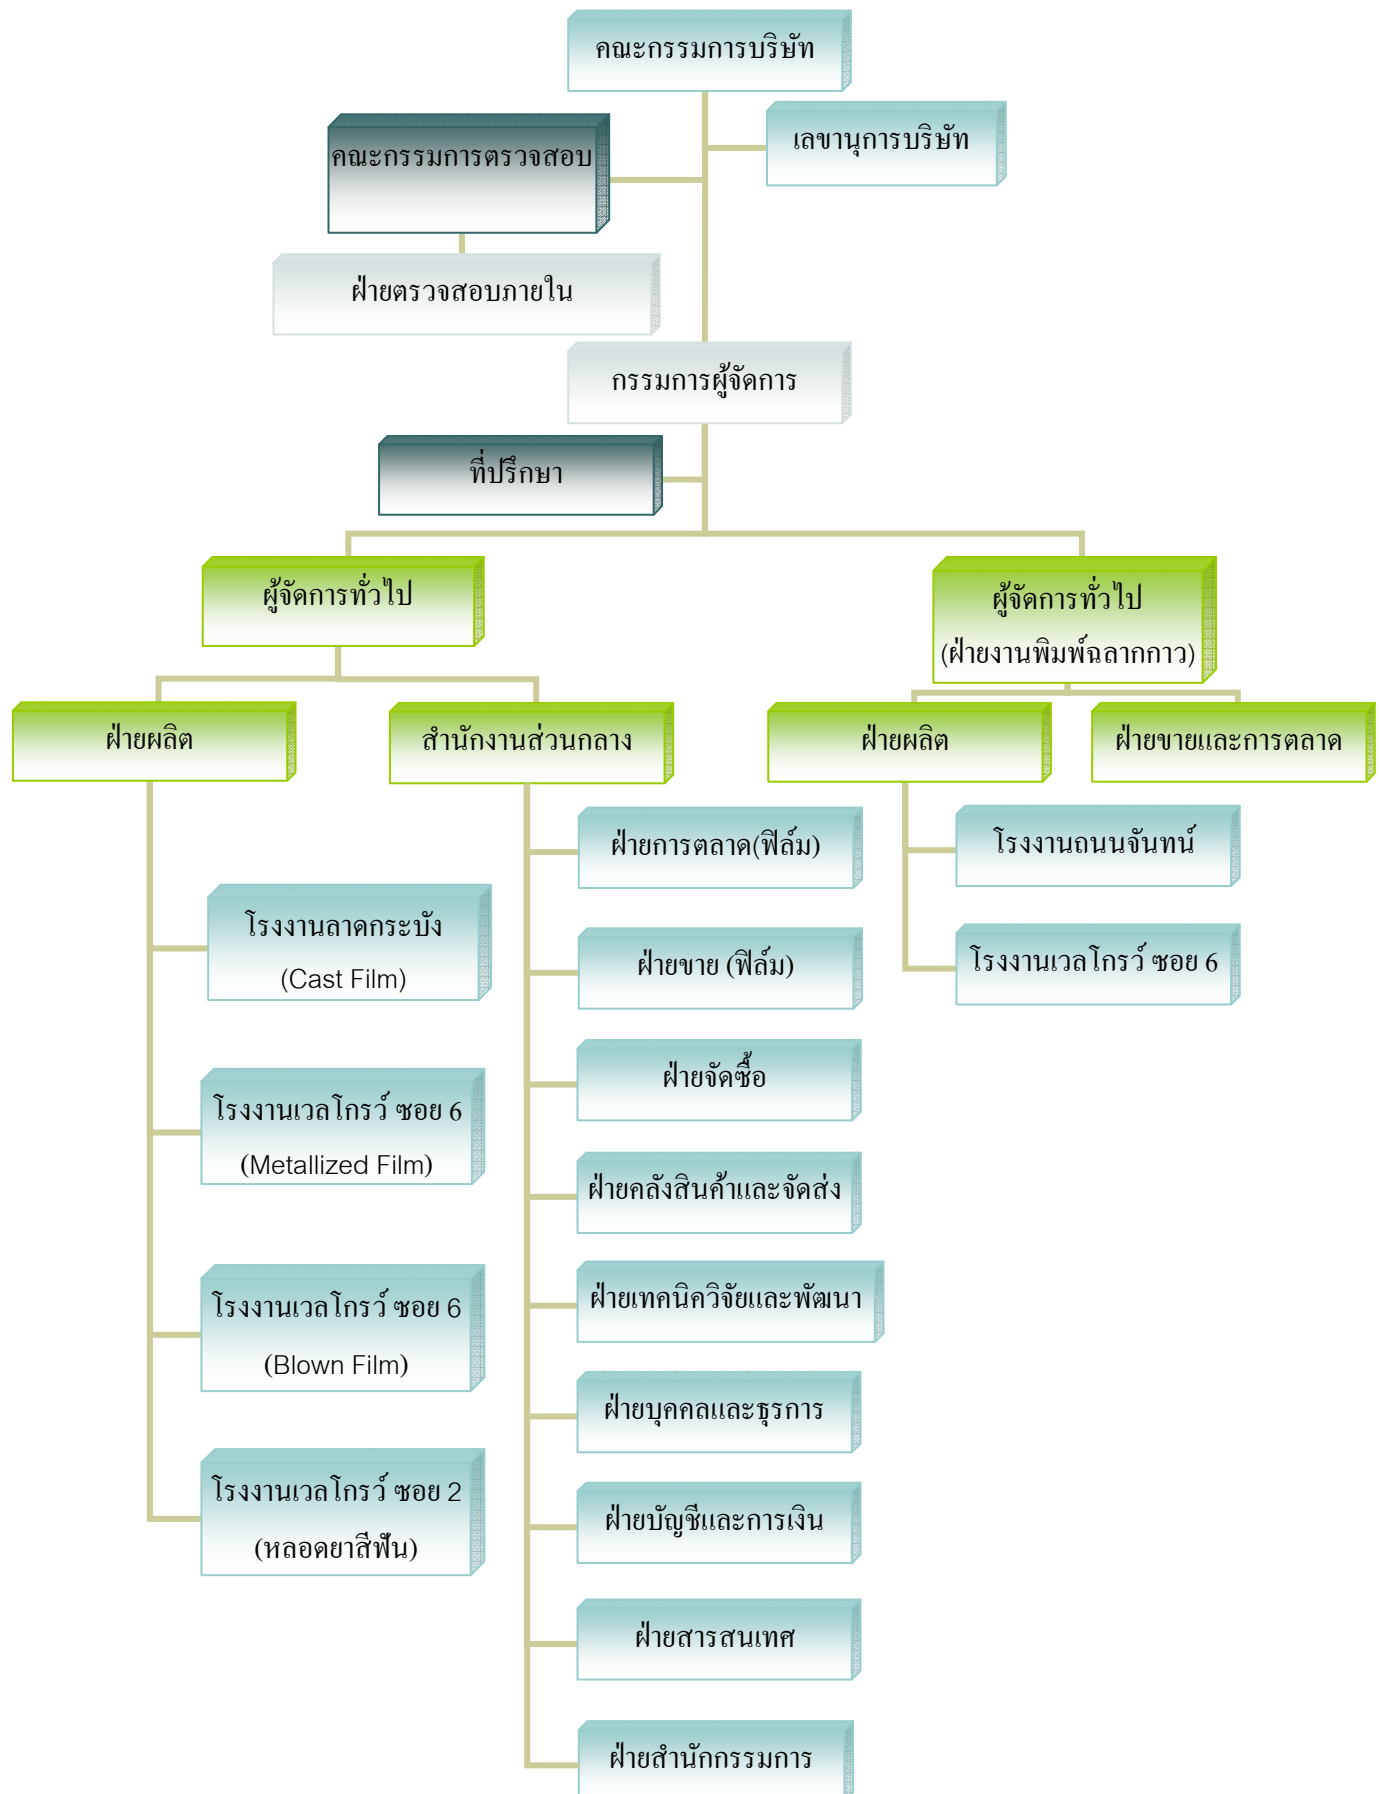 คณะกรรมการบริษัท
เลขานุการบริษัท
คณะกรรมการตรวจสอบ
ฝ่ายตรวจสอบภายใน
กรรมการผู้จัดการ
ที่ปรึกษา
ผู้จัดการทั่วไป
ผู้จัดการทั่วไป
(ฝ่ายงานพิมพ์ฉลากกาว)
ฝ่ายผลิต
สำนักงานส่วนกลาง
ฝ่ายผลิต
ฝ่ายขายและการตลาด
โรงงานลาดกระบัง
(Cast Film)
โรงงานเวลโกรว์ ซอย 6
(Metallized Film)
โรงงานเวลโกรว์ ซอย 6
(Blown Film)
โรงงานเวลโกรว์ ซอย 2
(หลอดยาสีฟัน)
ฝ่ายการตลาด(ฟิล์ม)
ฝ่ายขาย (ฟิล์ม)
ฝ่ายจัดซื้อ
ฝ่ายคลังสินค้าและจัดส่ง
ฝ่ายเทคนิควิจัยและพัฒนา
ฝ่ายบุคคลและธุรการ
ฝ่ายบัญชีและการเงิน
ฝ่ายสารสนเทศ
ฝ่ายสำนักกรรมการ
โรงงานถนนจันทน์
โรงงานเวลโกรว์ ซอย 6